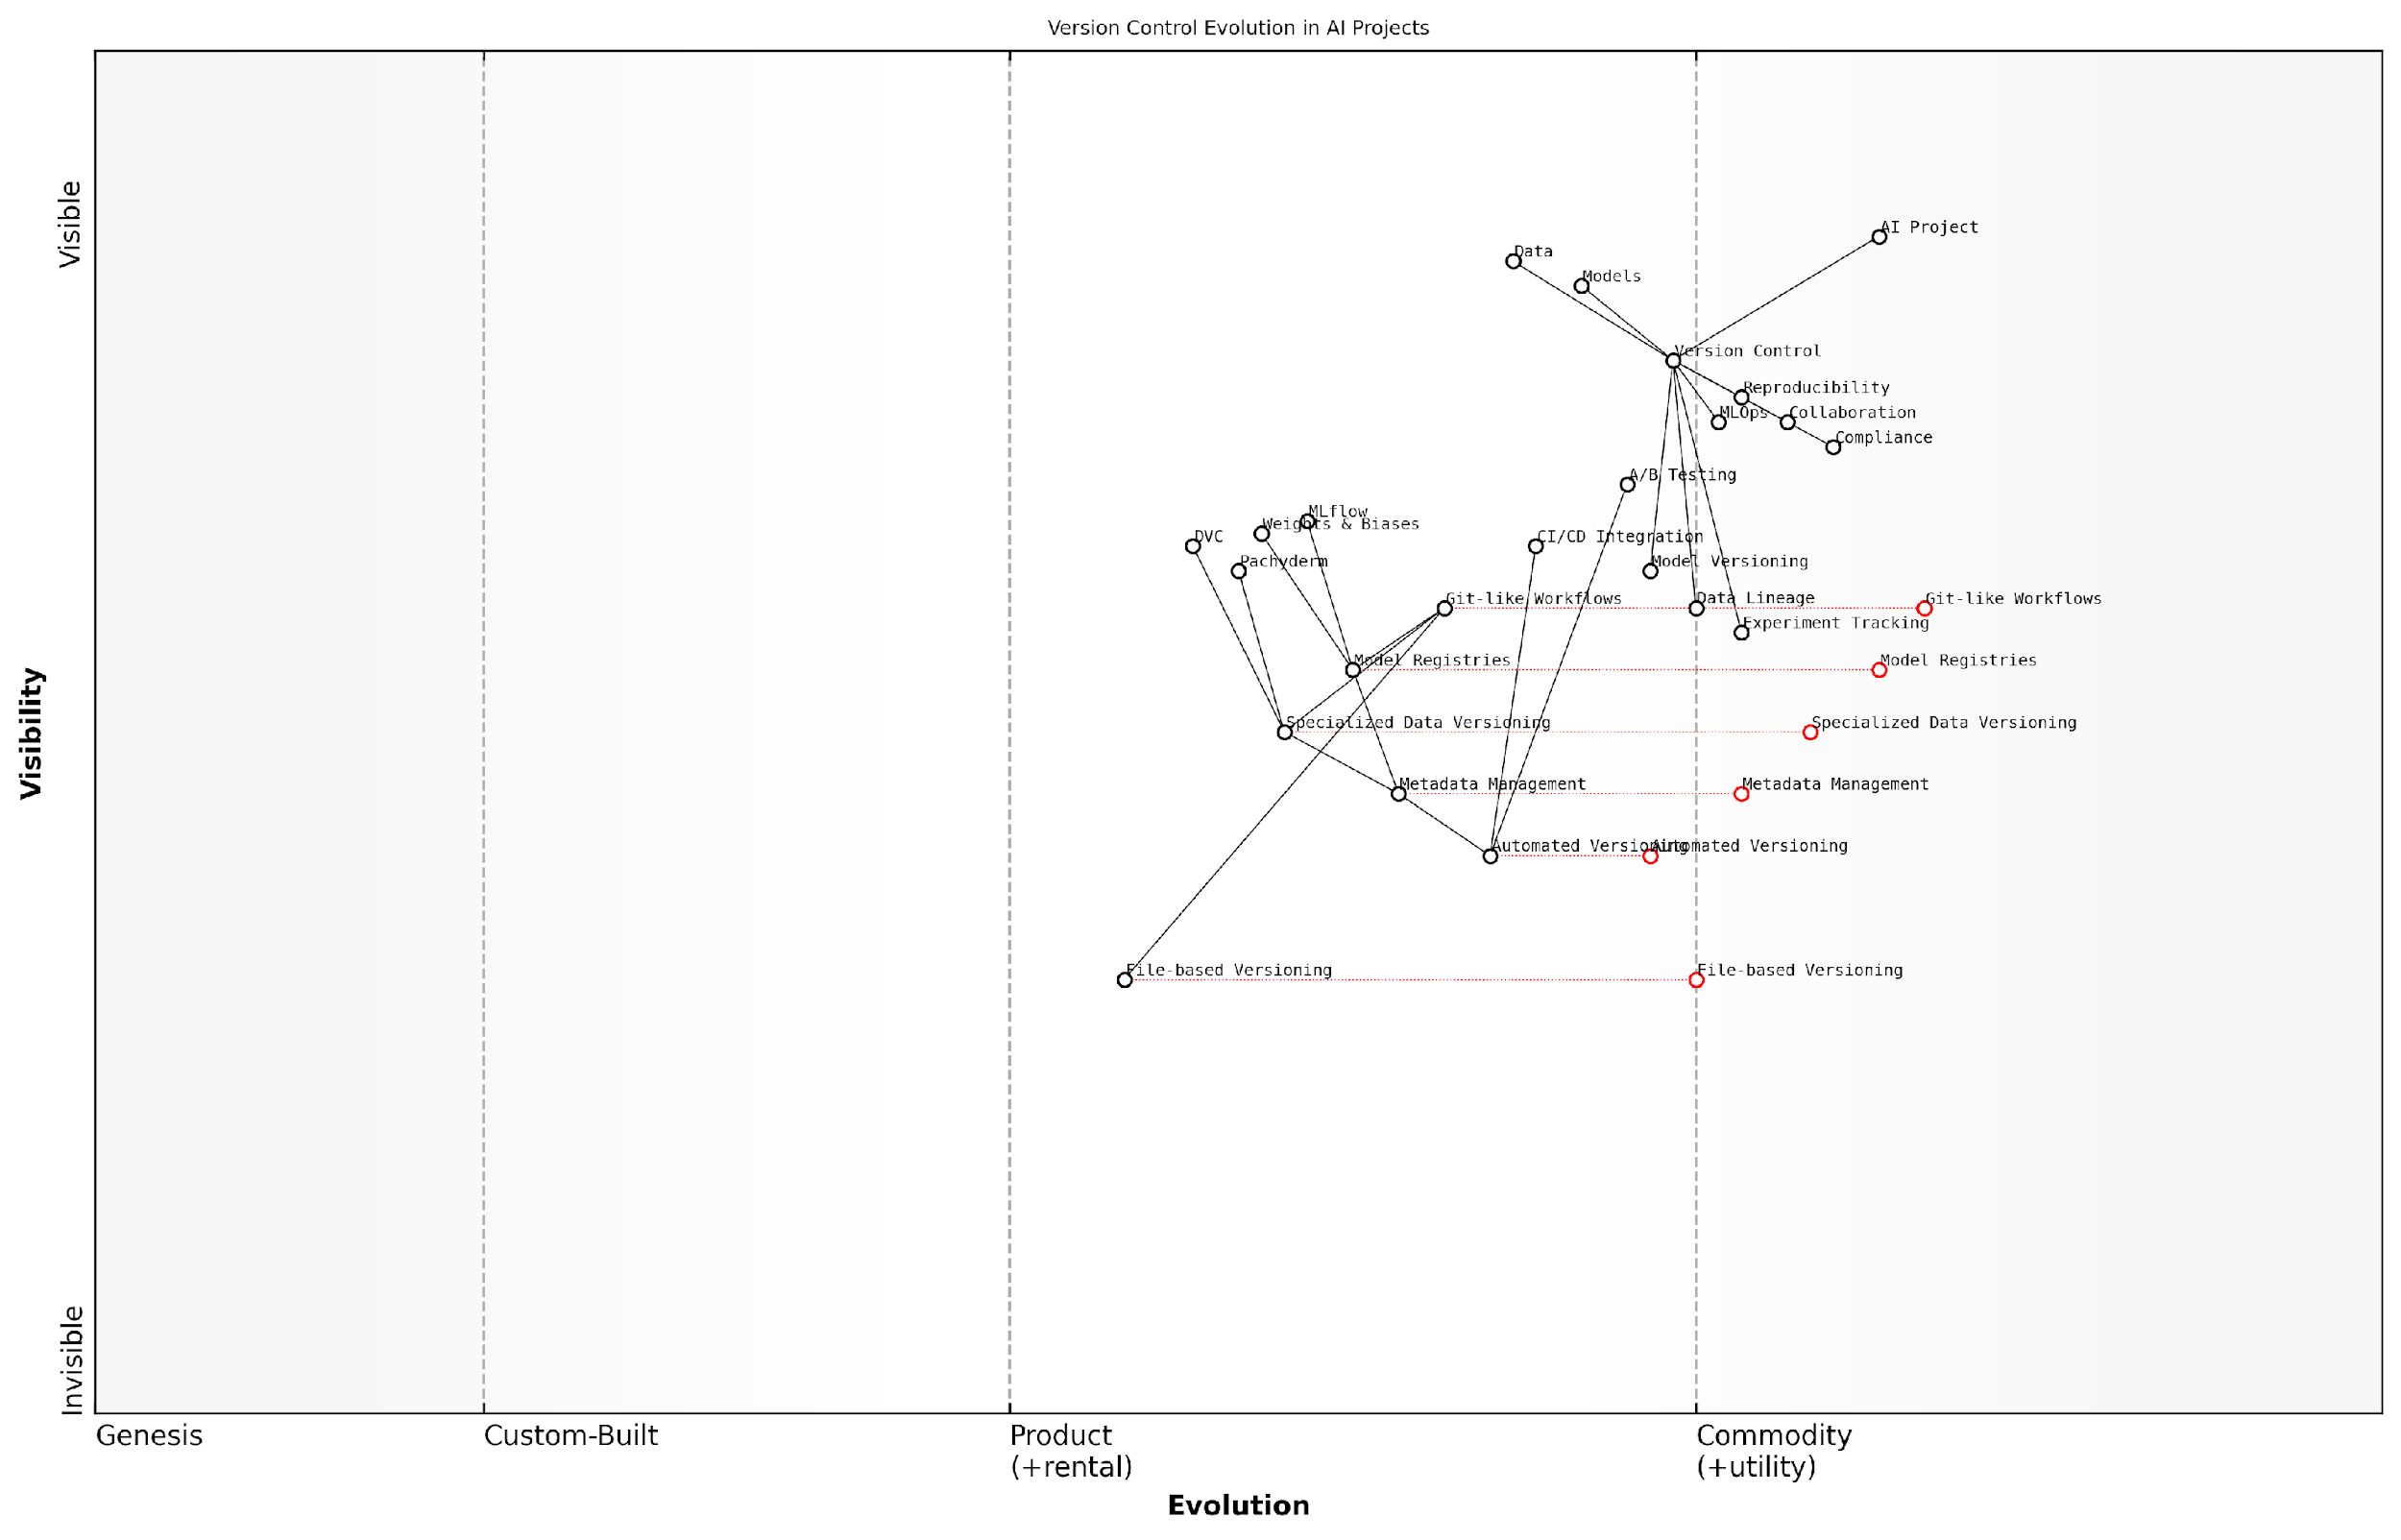 Version Control Evolution in AI Projects
Visible
AI Project
Data
Models
Version Control
Reproducibility
MLOps
Collaboration
Compliance
A/B Testing
MLflow
Weights & Biases
DVC
CI/CD Integration
Pachyderm
Model Versioning
Git-like Workflows
Data Lineage
Git-like Workflows
Experiment Tracking
Model Registries
Model Registries
Specialized Data Versioning
Specialized Data Versioning
Visibility
Metadata Management
Metadata Management
Automated Versioning
Automated Versioning
File-based Versioning
File-based Versioning
Invisible
Genesis
Custom-Built
Product
(+rental)
Commodity
(+utility)
Evolution